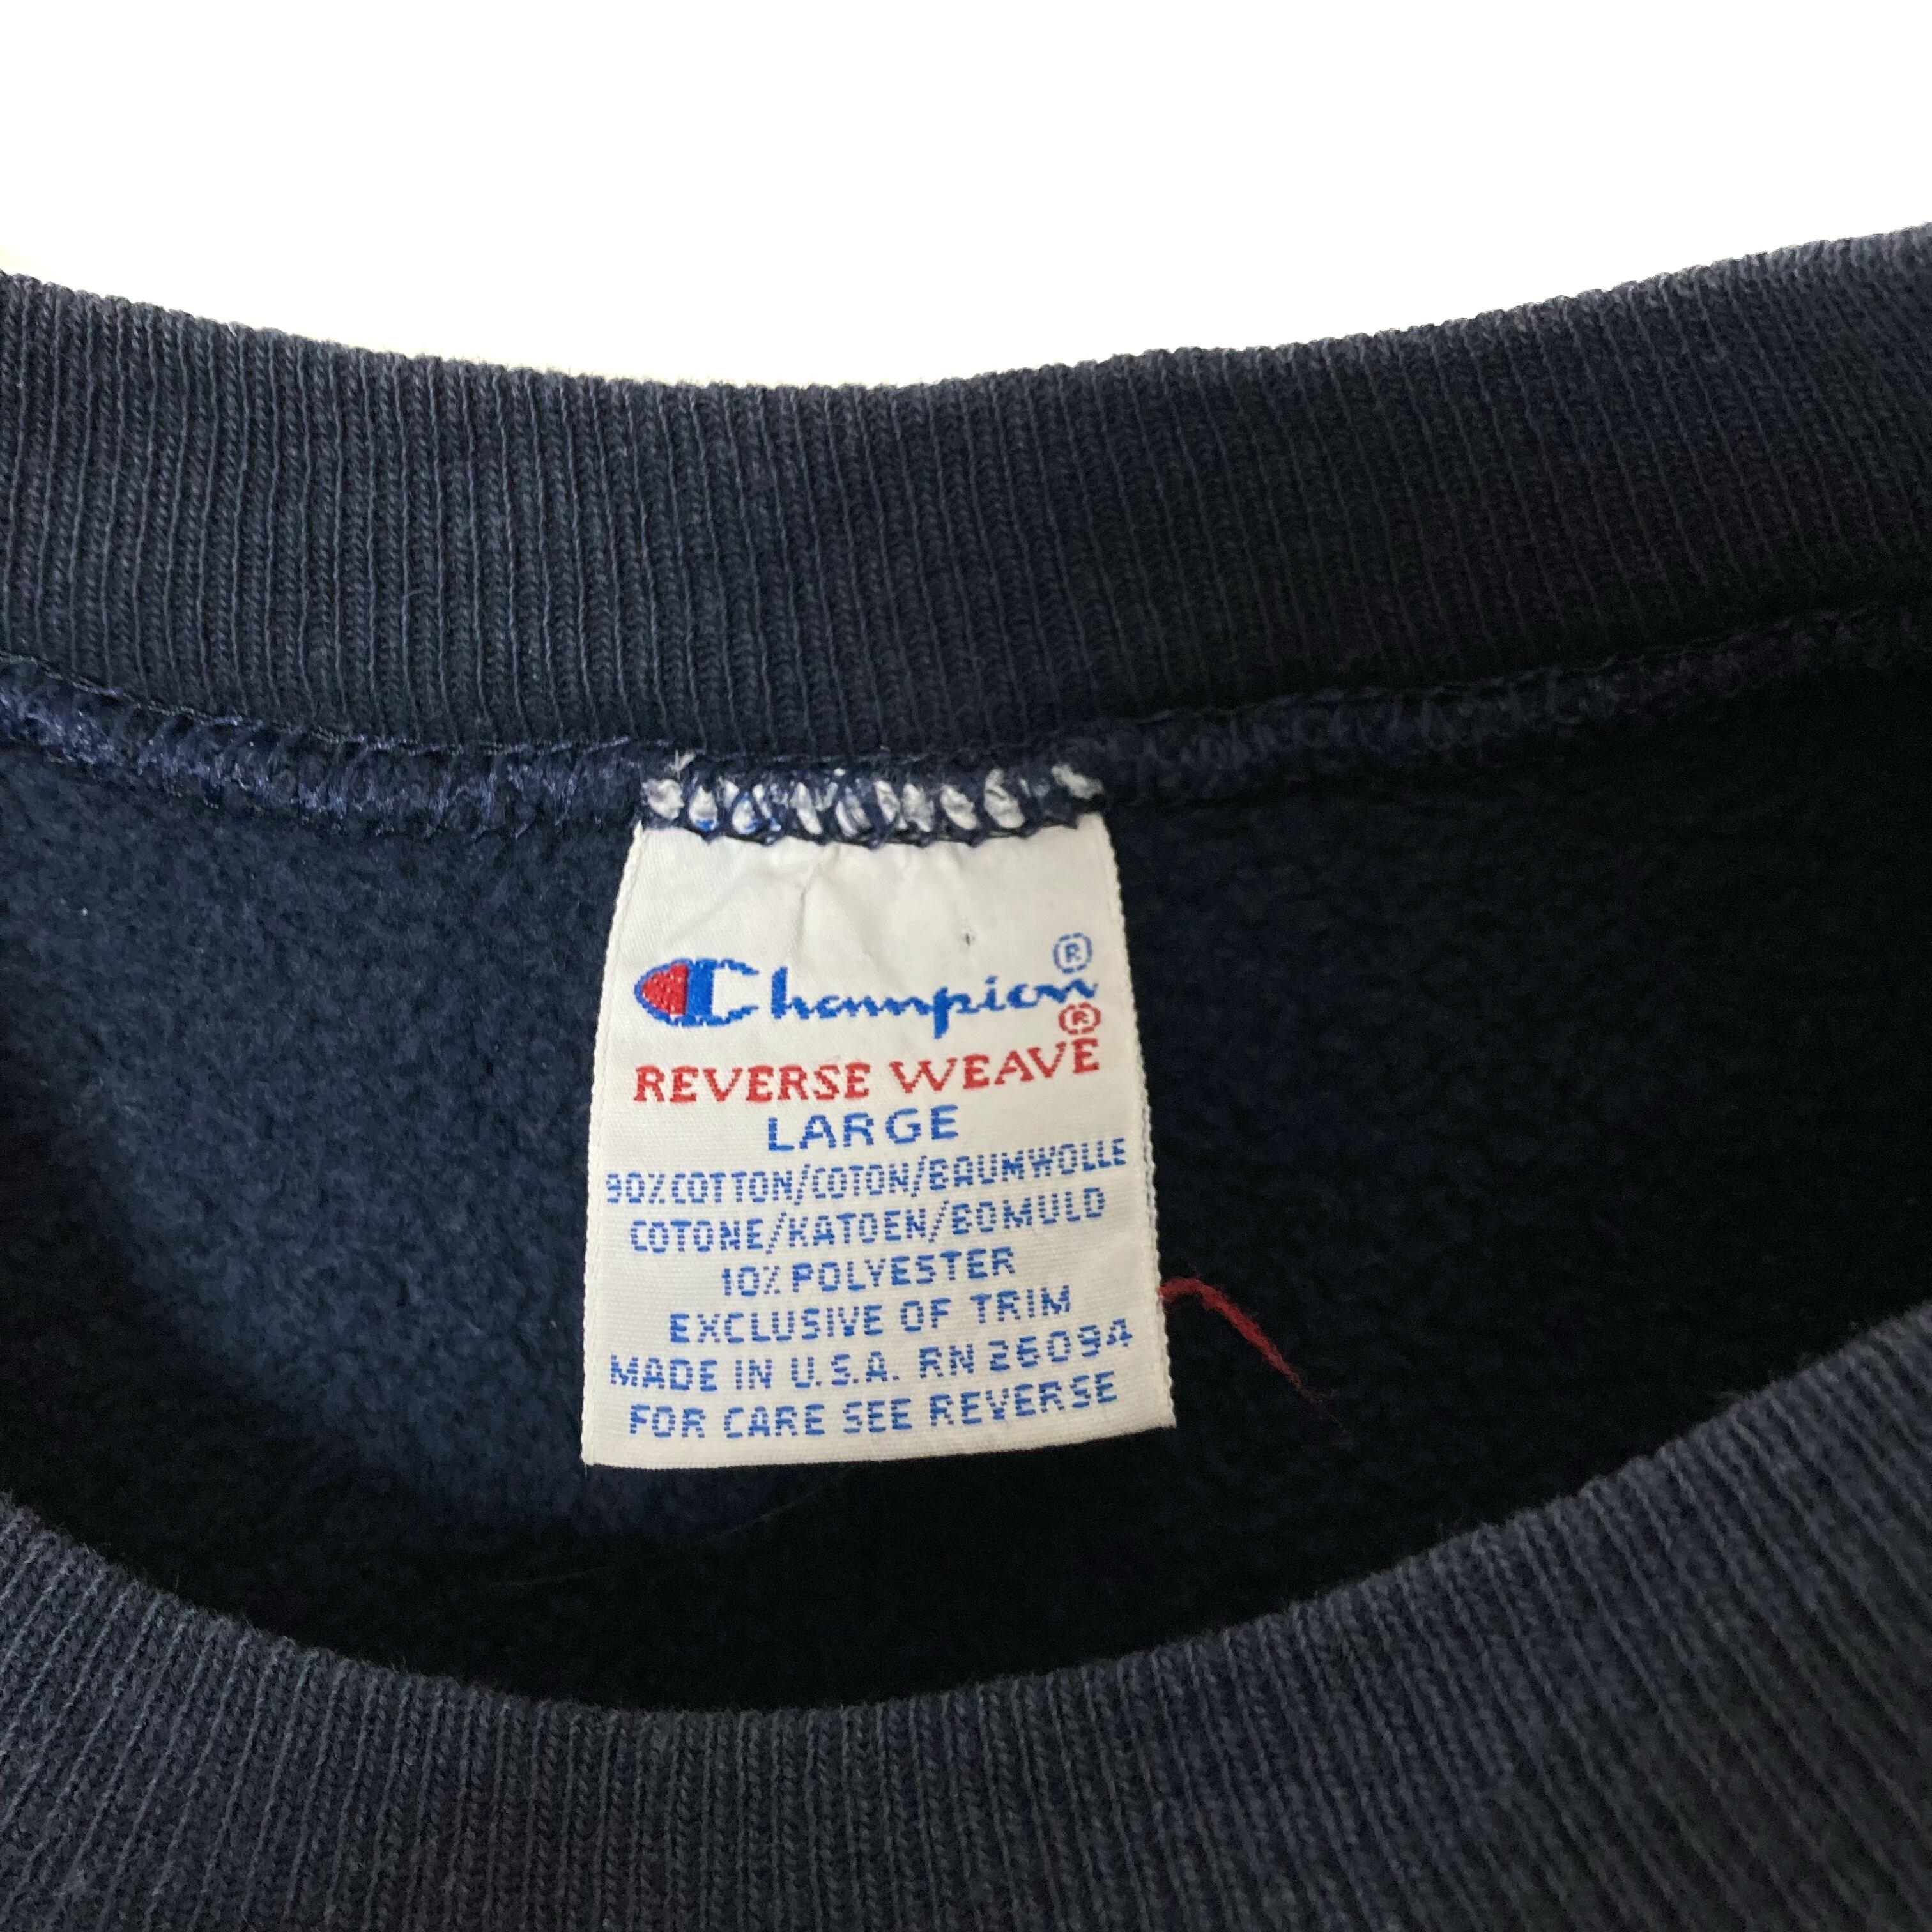 Champion®
REVERSE WEAVE®
LARGE
90% COTTON/COTON/BAUMWOLLE
COTONE/KATOEN/BOMULD
10% POLYESTER
EXCLUSIVE OF TRIM
MADE IN U.S.A. RN 26094
FOR CARE SEE REVERSE